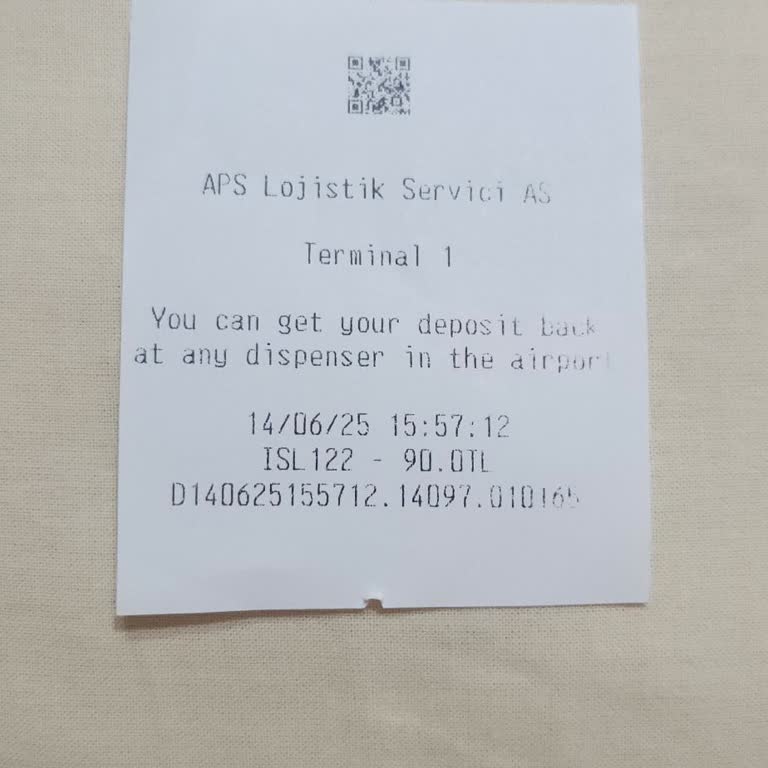 APS Lojistik Servici AS
Terminal 1
You can get your deposit back
at any dispenser in the airport
14/06/25 15:57:12
ISL122 - 90.0TL
D140625155712.14097.010165